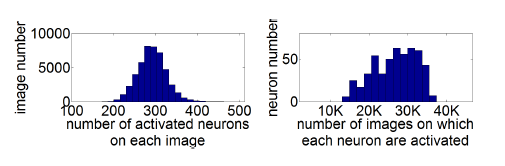 image number
10000
5000
0
100 200 300 400 500
number of activated neurons
on each image
neuron number
50
0
10K 20K 30K 40K
number of images on which
each neuron are activated